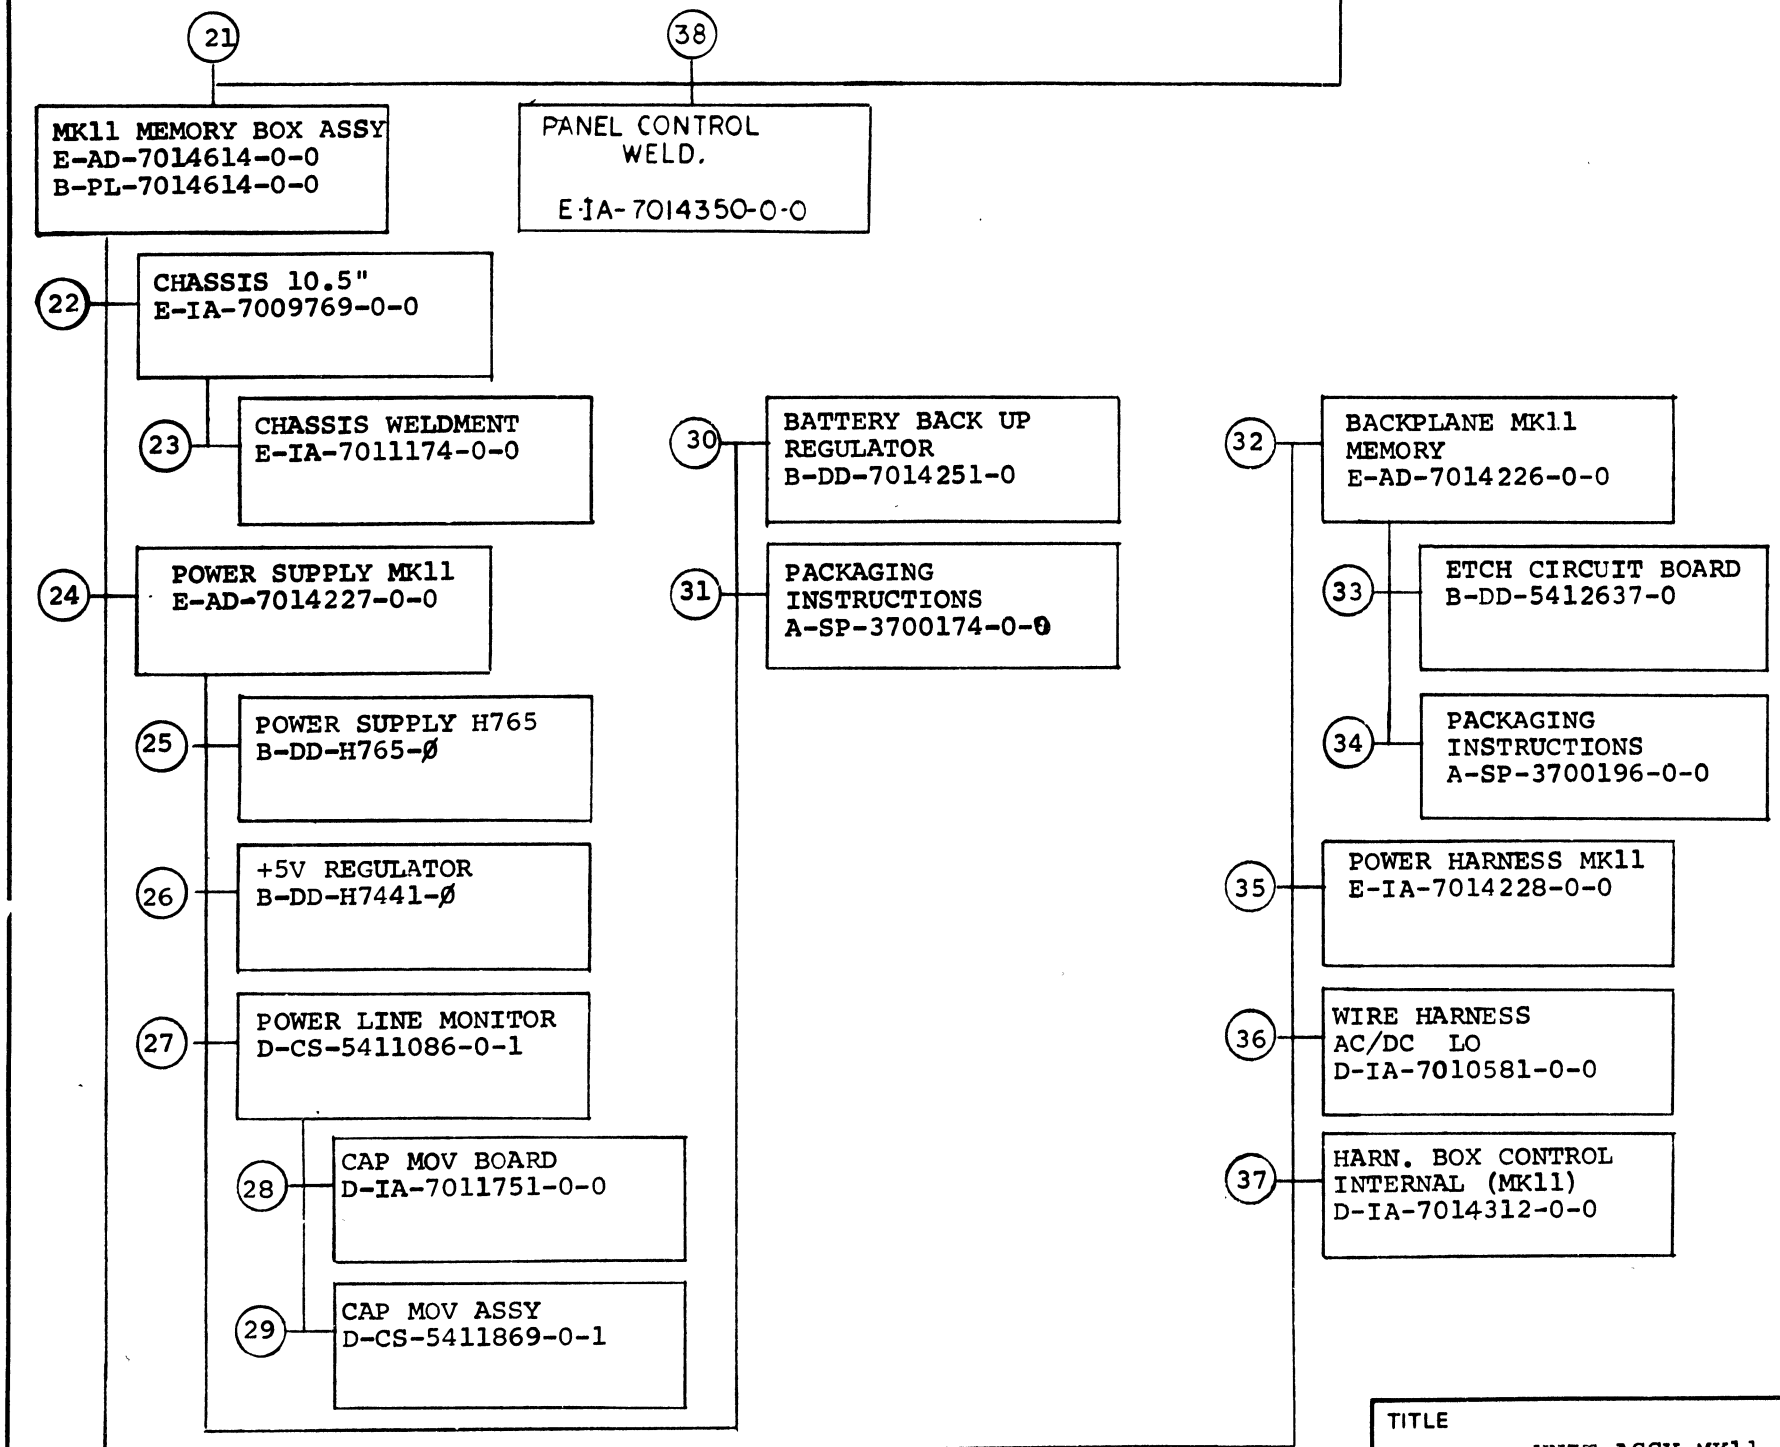 21
38
MK11 MEMORY BOX ASSY
E-AD-7014614-0-0
B-PL-7014614-0-0
PANEL CONTROL
WELD.
E-IA-7014350-0-0
22
CHASSIS 10.5"
E-IA-7009769-0-0
23
CHASSIS WELDMENT
E-IA-7011174-0-0
24
POWER SUPPLY MK11
E-AD-7014227-0-0
25
POWER SUPPLY H765
B-DD-H765-Ø
26
+5V REGULATOR
B-DD-H7441-Ø
27
POWER LINE MONITOR
D-CS-5411086-0-1
28
CAP MOV BOARD
D-IA-7011751-0-0
29
CAP MOV ASSY
D-CS-5411869-0-1
30
BATTERY BACK UP
REGULATOR
B-DD-7014251-0
31
PACKAGING
INSTRUCTIONS
A-SP-3700174-0-0
32
BACKPLANE MK11
MEMORY
E-AD-7014226-0-0
33
ETCH CIRCUIT BOARD
B-DD-5412637-0
34
PACKAGING
INSTRUCTIONS
A-SP-3700196-0-0
35
POWER HARNESS MK11
E-IA-7014228-0-0
36
WIRE HARNESS
AC/DC LO
D-IA-7010581-0-0
37
HARN. BOX CONTROL
INTERNAL (MK11)
D-IA-7014312-0-0
TITLE